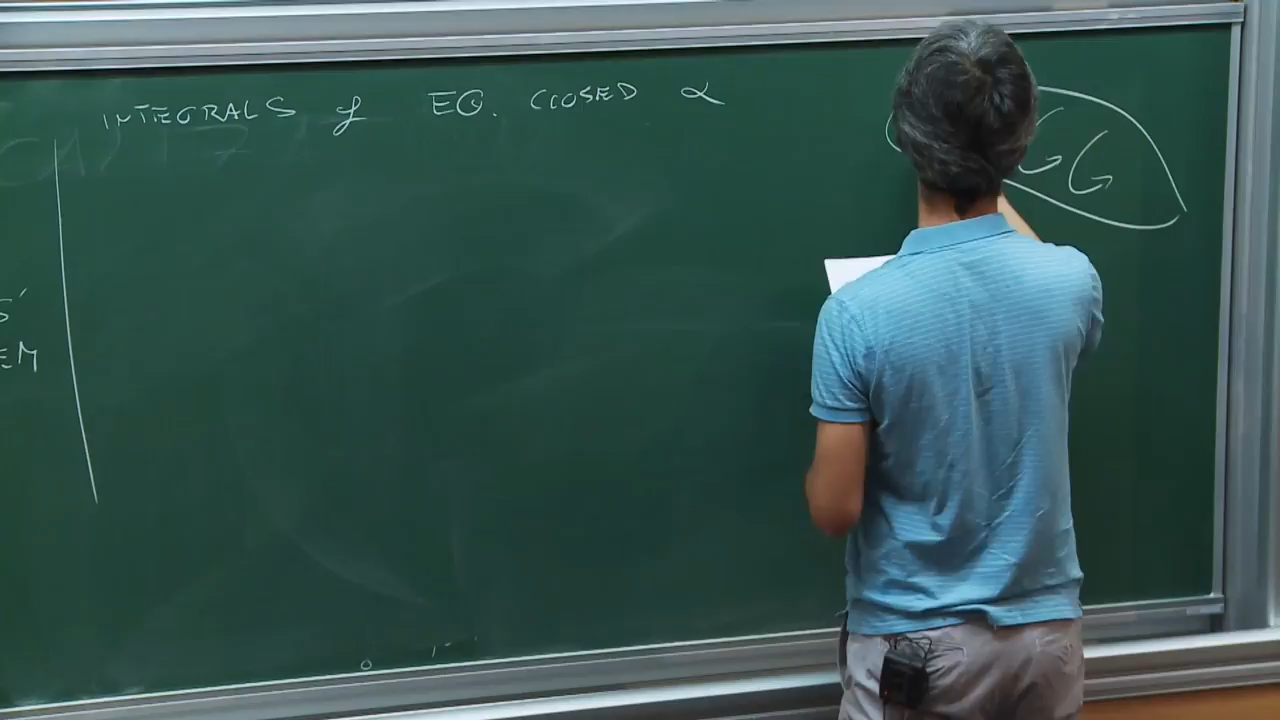 INTEGRALS of EQ. CLOSED α
S'
EM
G